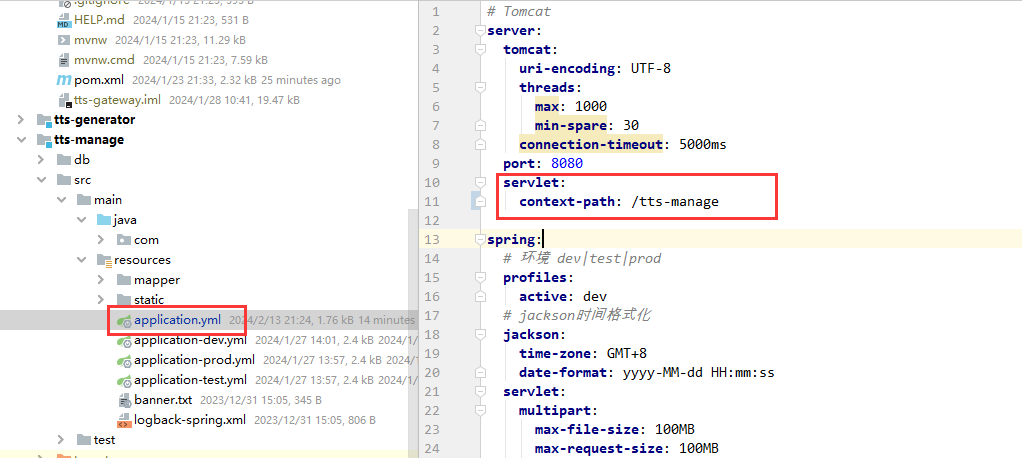 .gitignore 2024/1/15 21:23, 395 B
HELP.md 2024/1/15 21:23, 531 B
mvnw 2024/1/15 21:23, 11.29 kB
mvnw.cmd 2024/1/15 21:23, 7.59 kB
pom.xml 2024/1/23 21:33, 2.32 kB 25 minutes ago
tts-gateway.iml 2024/1/28 10:41, 19.47 kB
tts-generator
tts-manage
db
src
main
java
com
resources
mapper
static
application.yml 2024/2/13 21:24, 1.76 kB 14 minutes
application-dev.yml 2024/1/27 14:01, 2.4 kB 2024/1/
application-prod.yml 2024/1/27 13:57, 2.4 kB 2024/
application-test.yml 2024/1/27 13:57, 2.4 kB 2024/1/
banner.txt 2023/12/31 15:05, 345 B
logback-spring.xml 2023/12/31 15:05, 806 B
test
1 # Tomcat
2 server:
3 tomcat:
4 uri-encoding: UTF-8
5 threads:
6 max: 1000
7 min-spare: 30
8 connection-timeout: 5000ms
9 port: 8080
10 servlet:
11 context-path: /tts-manage
12
13 spring:
14 # 环境 dev|test|prod
15 profiles:
16 active: dev
17 # jackson时间格式化
18 jackson:
19 time-zone: GMT+8
20 date-format: yyyy-MM-dd HH:mm:ss
21 servlet:
22 multipart:
23 max-file-size: 100MB
24 max-request-size: 100MB